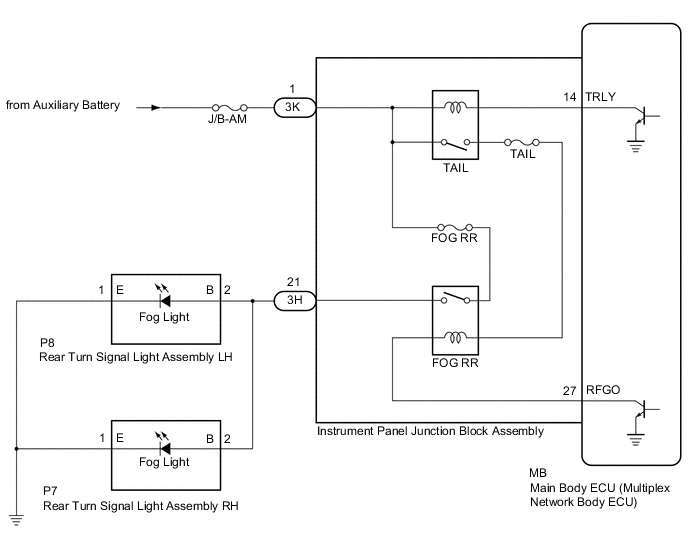 from Auxiliary Battery
J/B-AM
1
3K
TAIL
TAIL
14 TRLY
FOG RR
21
3H
FOG RR
27 RFGO
1 E B 2
Fog Light
P8
Rear Turn Signal Light Assembly LH
1 E B 2
Fog Light
P7
Rear Turn Signal Light Assembly RH
Instrument Panel Junction Block Assembly
MB
Main Body ECU (Multiplex
Network Body ECU)